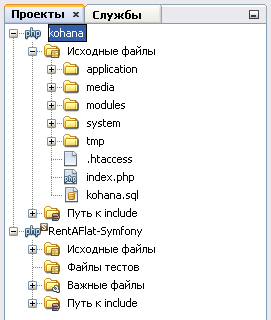 Проекты × Службы
php kohana
Исходные файлы
application
media
modules
system
tmp
.htaccess
index.php
kohana.sql
Путь к include
php RentAFlat-Symfony
Исходные файлы
Файлы тестов
Важные файлы
Путь к include